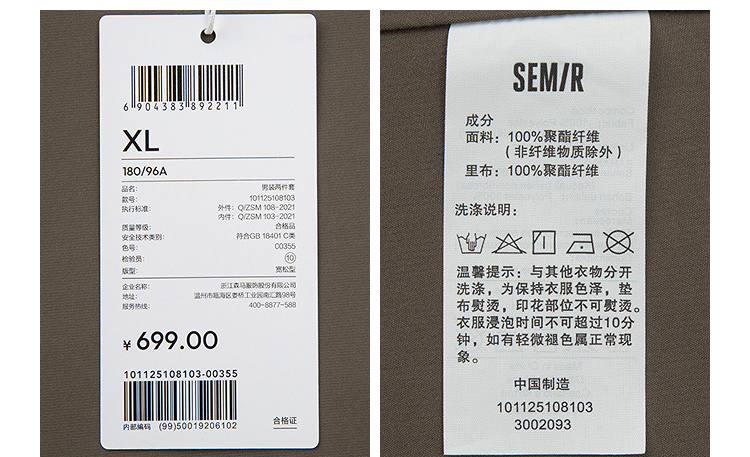 6 904383 892211
XL
180/96A
品名: 男装两件套
款号: 101125108103
执行标准: 外件: Q/ZSM 108-2021
内件: Q/ZSM 103-2021
质量等级: 合格品
安全技术类别: 符合GB 18401 C类
色号: 00355
检验员: 10
版型: 宽松型
企业名称: 浙江森马服饰股份有限公司
地址: 温州市瓯海区娄桥工业园南汇路98号
服务热线: 400-8877-588
¥ 699.00
101125108103-00355
内部编码 (99)50019206102
合格证
SEM/R
成分
面料: 100%聚酯纤维
(非纤维物质除外)
里布: 100%聚酯纤维
洗涤说明:
温馨提示: 与其他衣物分开
洗涤, 为保持衣服色泽, 垫
布熨烫, 印花部位不可熨烫。
衣服浸泡时间不可超过10分
钟, 如有轻微褪色属正常现
象。
中国制造
101125108103
3002093